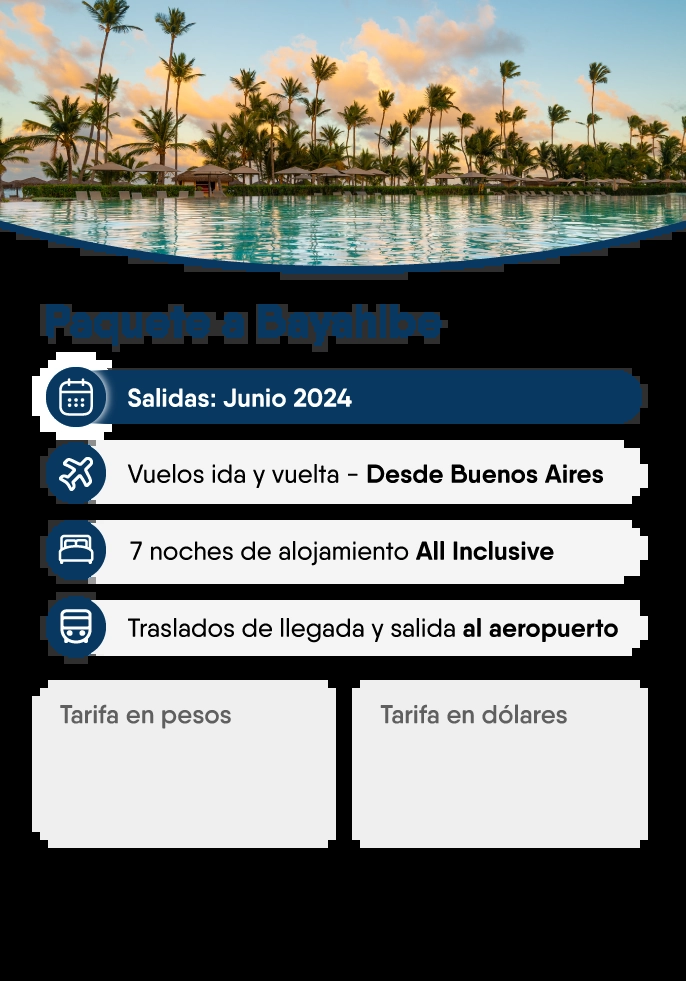 Paquete a Bayahibe
Salidas: Junio 2024
Vuelos ida y vuelta - Desde Buenos Aires
7 noches de alojamiento All Inclusive
Traslados de llegada y salida al aeropuerto
Tarifa en pesos
Tarifa en dólares